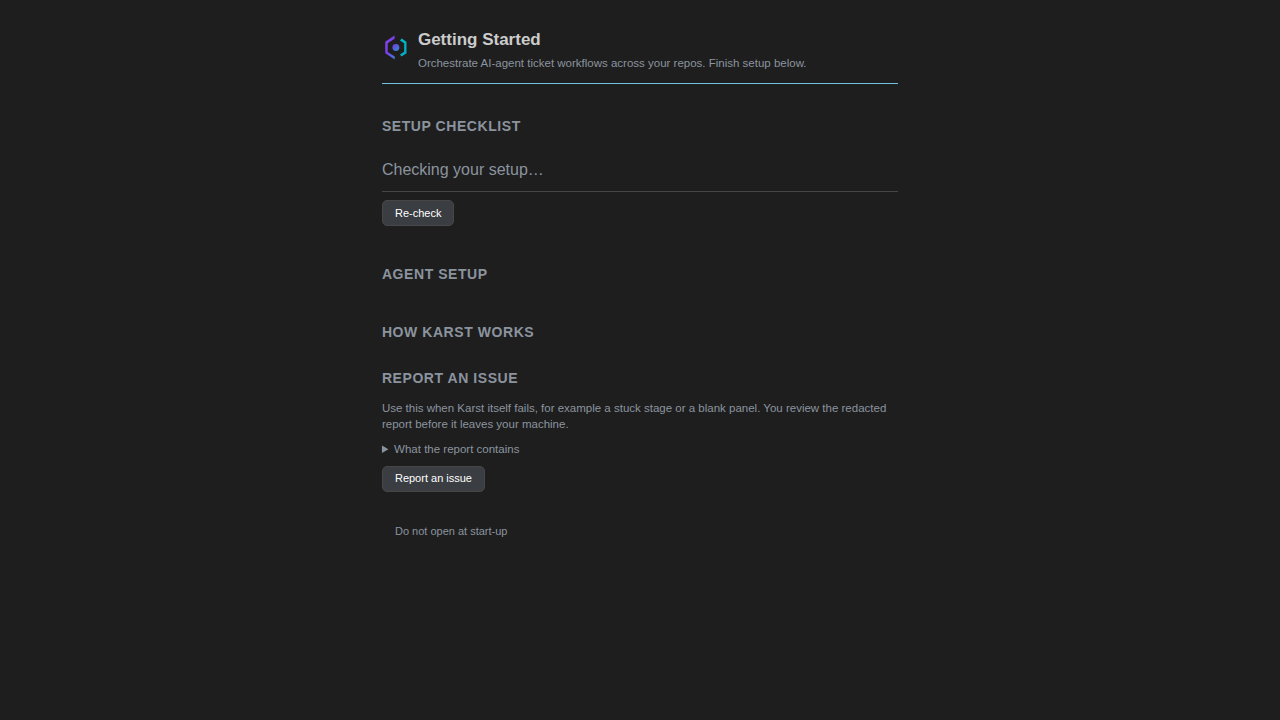 Getting Started
Orchestrate AI-agent ticket workflows across your repos. Finish setup below.
SETUP CHECKLIST
Checking your setup…
Re-check
AGENT SETUP
HOW KARST WORKS
REPORT AN ISSUE
Use this when Karst itself fails, for example a stuck stage or a blank panel. You review the redacted
report before it leaves your machine.
What the report contains
Report an issue
Do not open at start-up